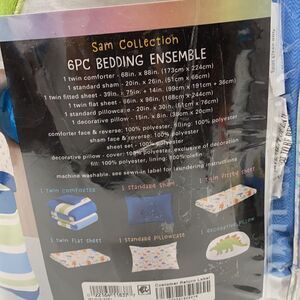 Sam Collection
6PC BEDDING ENSEMBLE
1 twin comforter - 68in. x 88in. (173cm x 224cm)
1 standard sham - 20in. x 26in. (51cm x 66cm)
1 twin fitted sheet - 39in. x 75in. + 14in. (99cm x 191cm + 36cm)
1 twin flat sheet - 66in. x 96in. (168cm x 244cm)
1 standard pillowcase - 20in. x 30in. (51cm x 76cm)
1 decorative pillow - 15in. x 8in. (38cm x 20cm)
comforter face & reverse: 100% polyester, filling: 100% polyester
sham face & reverse: 100% polyester
sheet set - 100% polyester
decorative pillow - cover: 100% polyester, exclusive of decoration
fill: 100% polyester, lining: 100%
machine washable. see sewn-in label for laundering instructions
1 twin comforter
1 standard sham
1 twin fitted sheet
1 twin flat sheet
1 standard pillowcase
1 decorative pillow
Customer Return Label